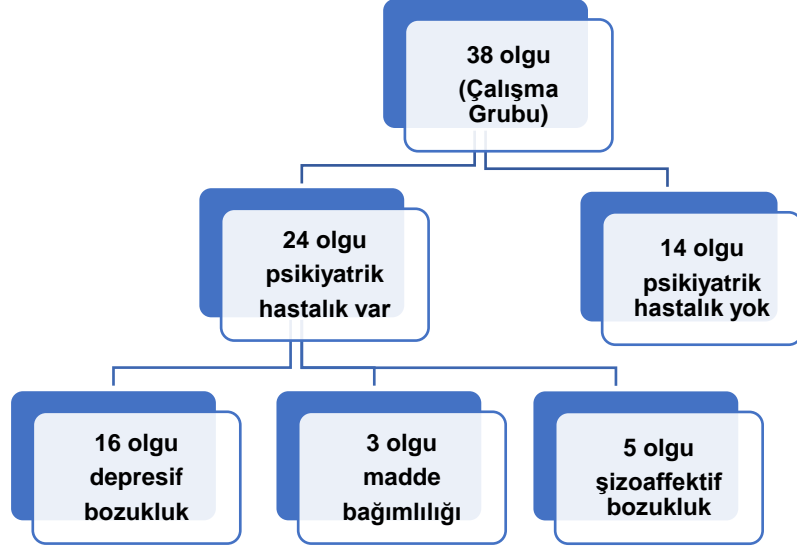 38 olgu
(Çalışma
Grubu)
24 olgu
psikiyatrik
hastalık var
14 olgu
psikiyatrik
hastalık yok
16 olgu
depresif
bozukluk
3 olgu
madde
bağımlılığı
5 olgu
şizoaffektif
bozukluk